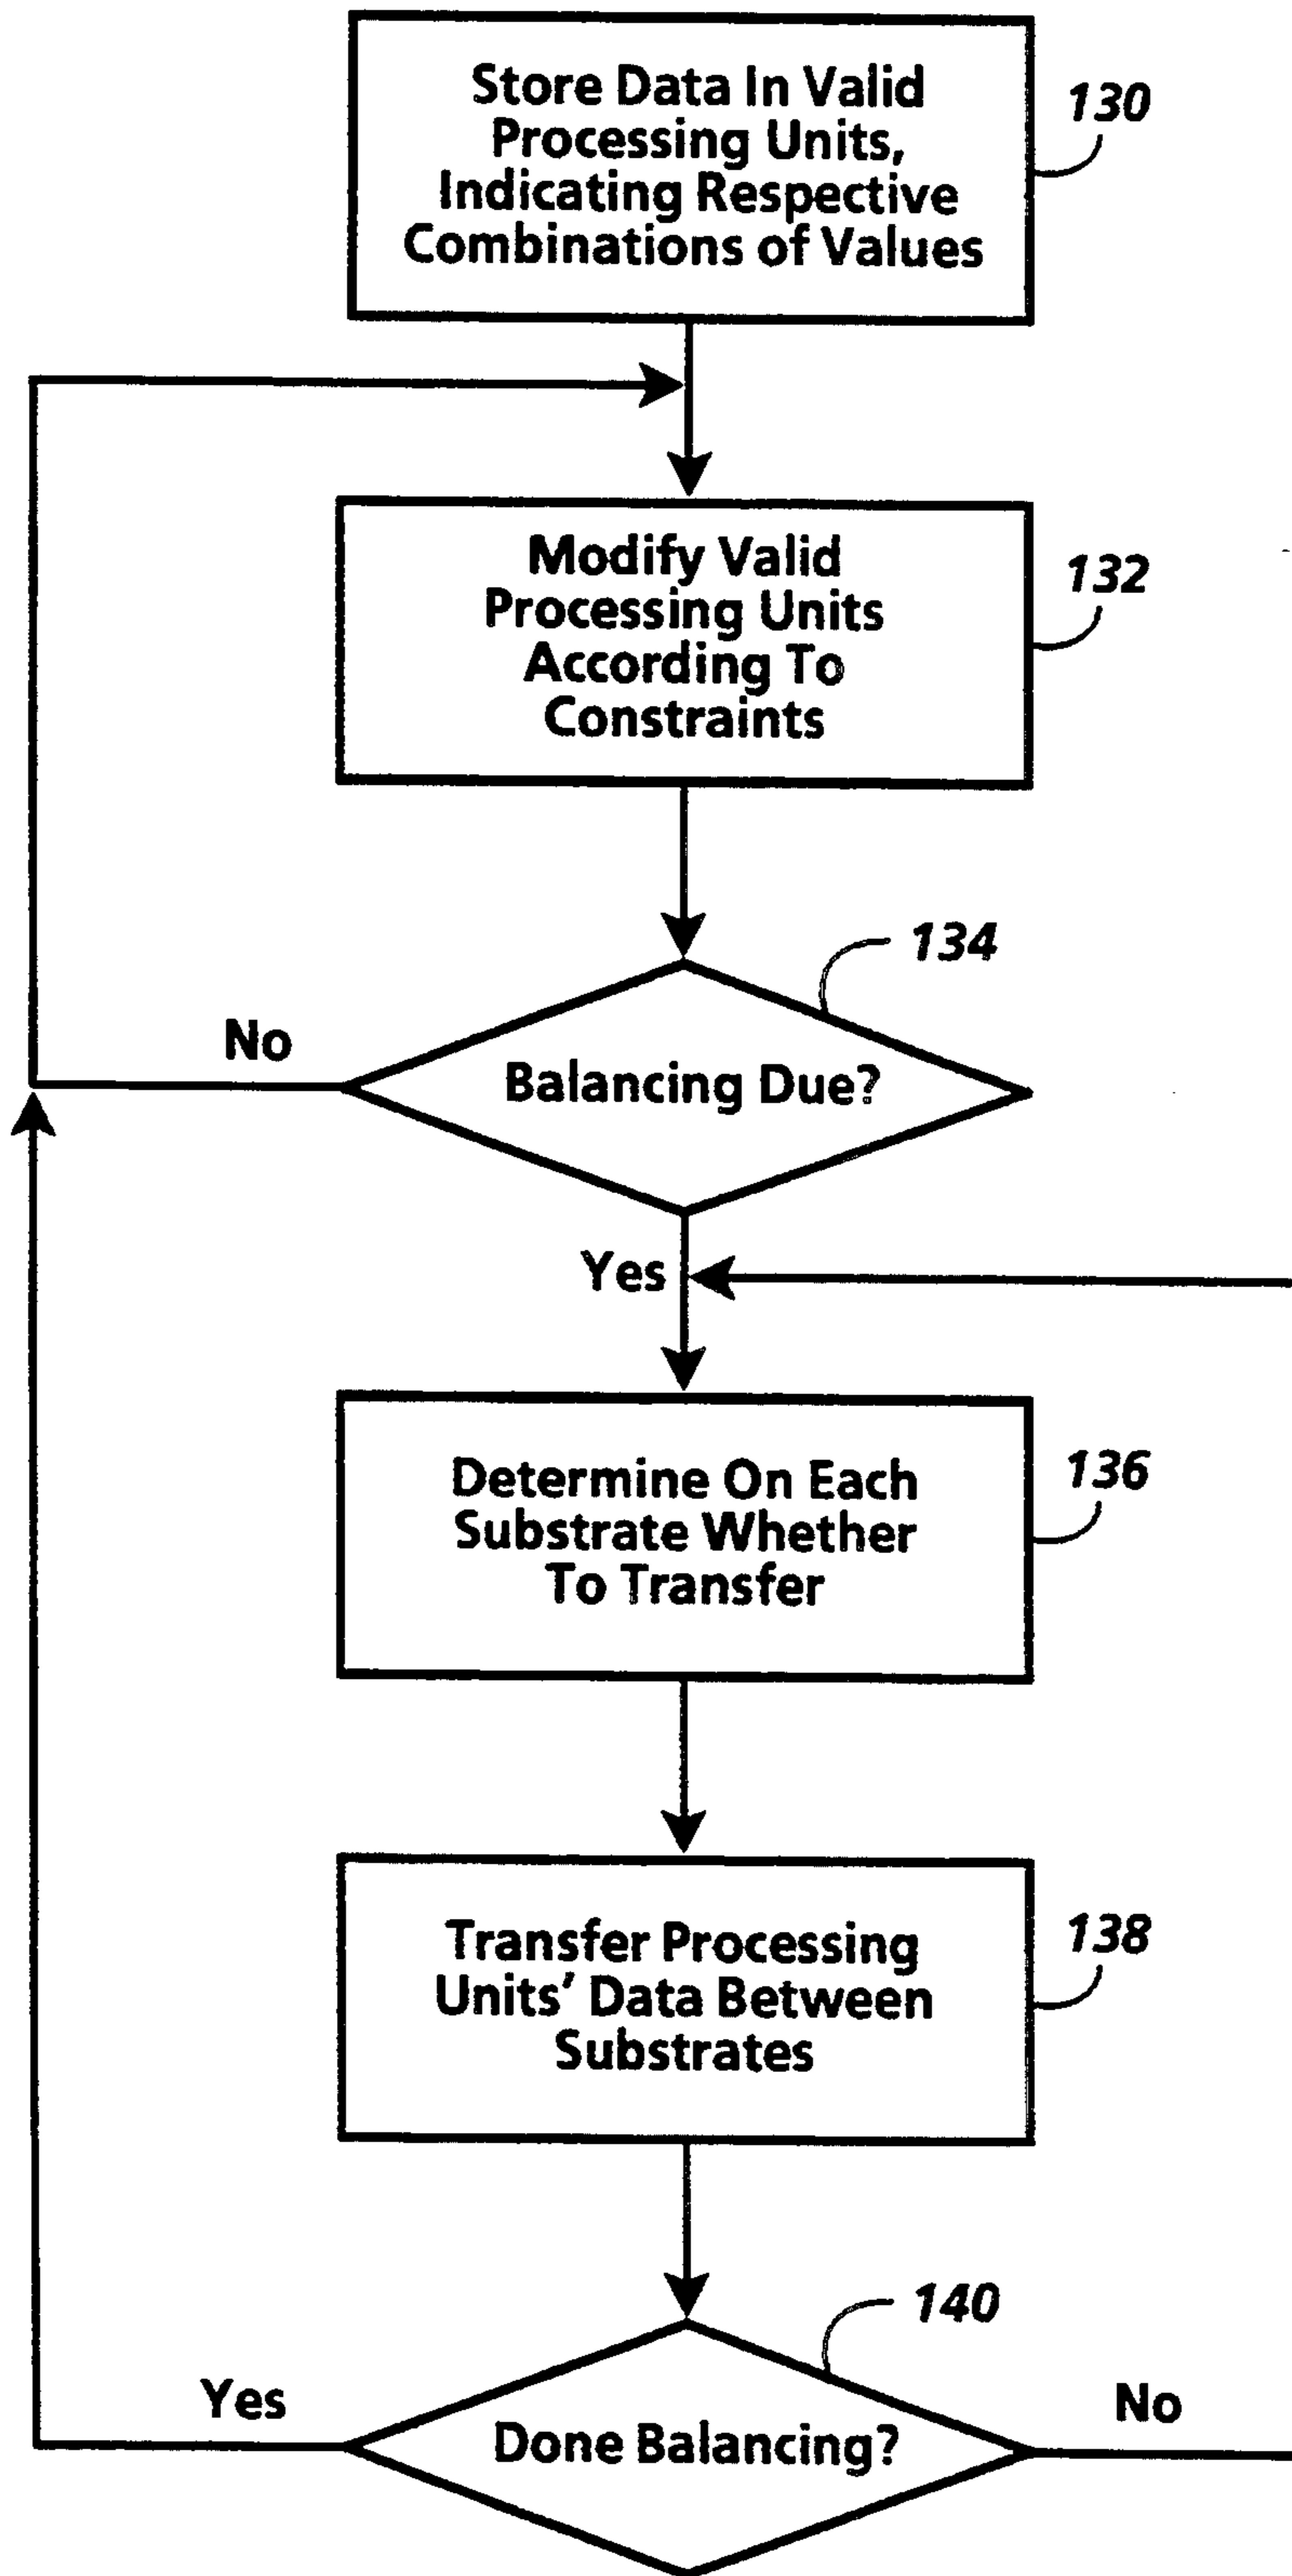 Store Data In Valid
Processing Units,
Indicating Respective
Combinations of Values
130
Modify Valid
Processing Units
According To
Constraints
132
134
No
Balancing Due?
Yes
Determine On Each
Substrate Whether
To Transfer
136
Transfer Processing
Units' Data Between
Substrates
138
140
Yes
Done Balancing?
No